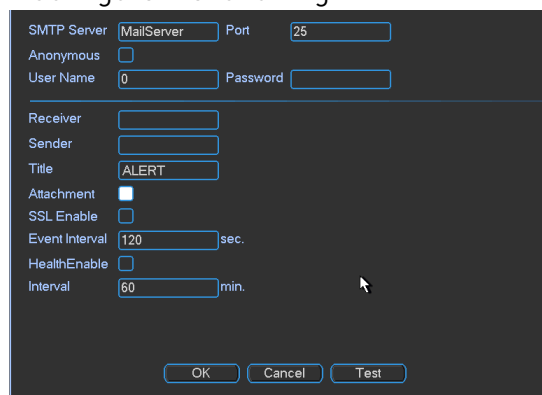 SMTP Server MailServer Port 25
Anonymous
User Name 0 Password
Receiver
Sender
Title ALERT
Attachment
SSL Enable
Event Interval 120 sec.
HealthEnable
Interval 60 min.
OK Cancel Test